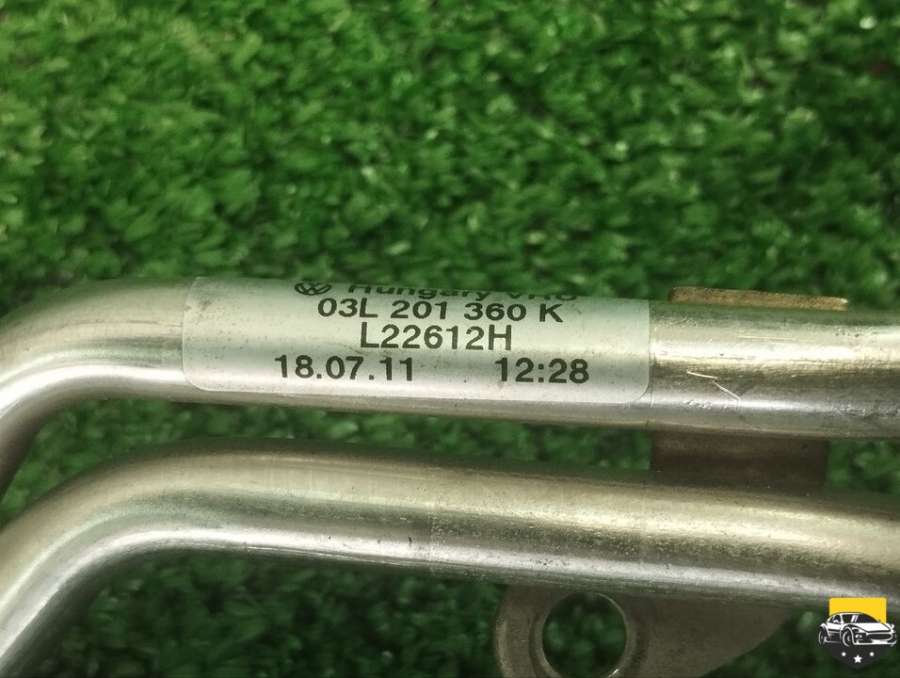 Hungary
03L 201 360 K
L22612H
18.07.11 12:28